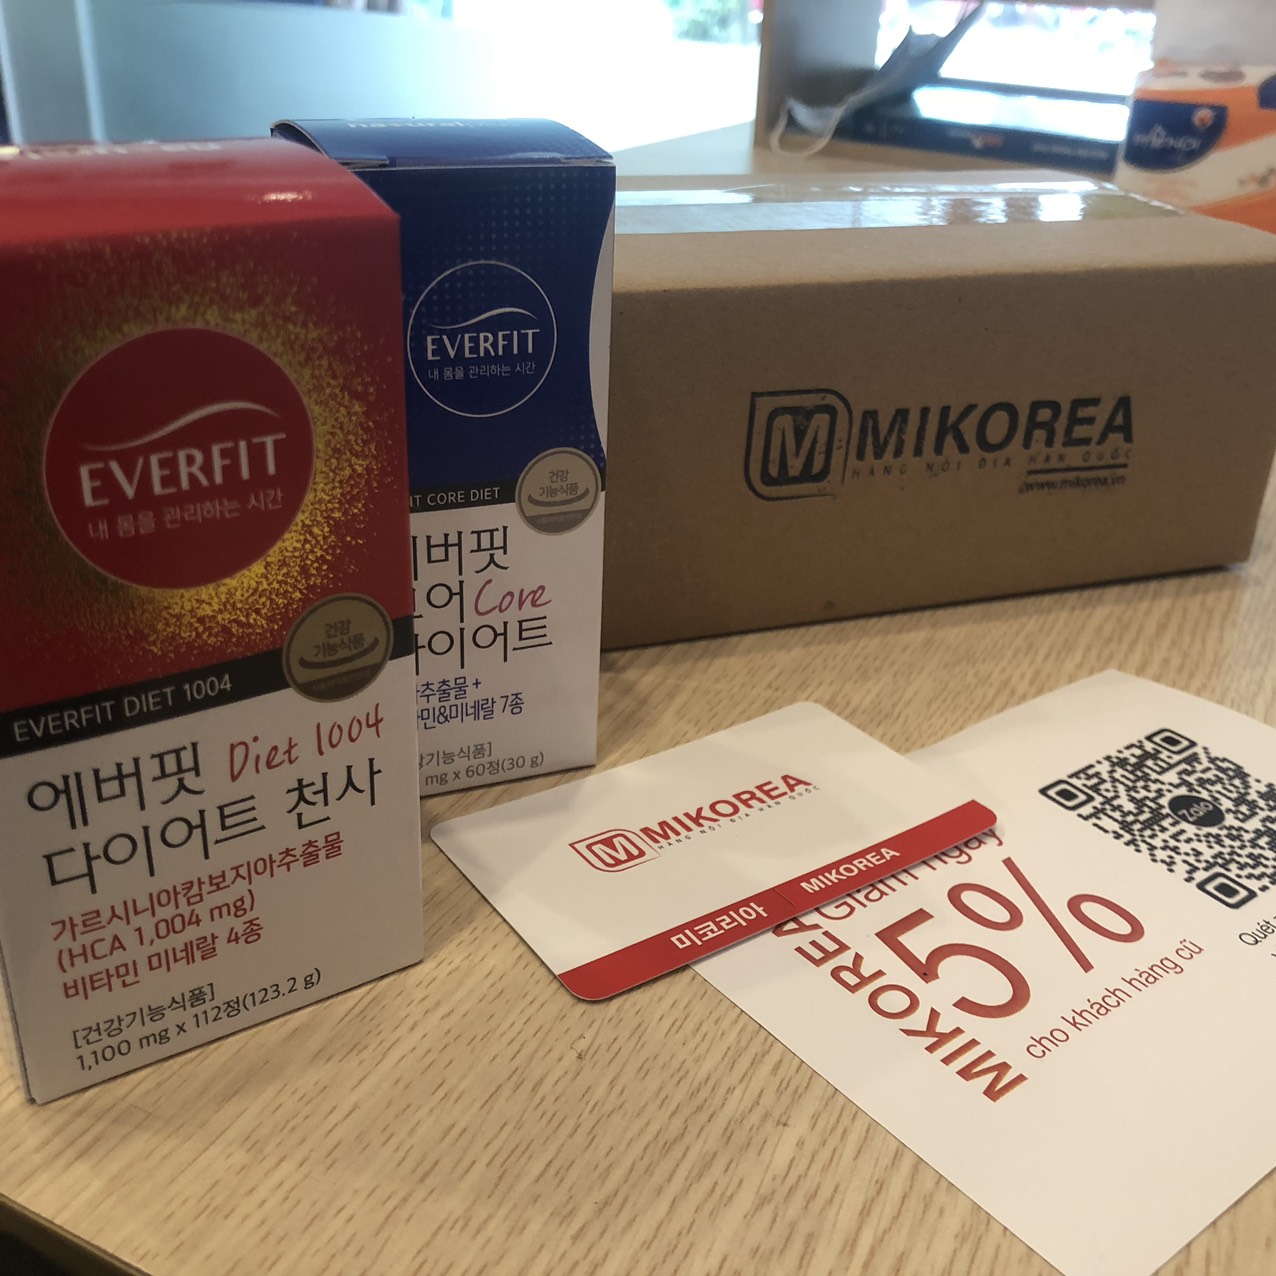 EVERFIT
내 몸을 관리하는 시간
EVERFIT DIET 1004
건강
기능식품
에버핏 Diet 1004
다이어트 천사
가르시니아캄보지아추출물
(HCA 1,004 mg)
비타민 미네랄 4종
[건강기능식품]
1,100 mg x 112정(123.2 g)
natural
EVERFIT
내 몸을 관리하는 시간
IT CORE DIET
건강
기능식품
버핏
어 Core
이어트
추출물 +
민&미네랄 7종
강기능식품]
mg x 60정(30 g)
M MIKOREA
HÀNG NỘI ĐỊA HÀN QUỐC
www.mikorea.vn
M MIKOREA
HÀNG NỘI ĐỊA HÀN QUỐC
미코리아 MIKOREA
MIKOREA Giảm ngay
5%
cho khách hàng cũ
Zalo
Quét